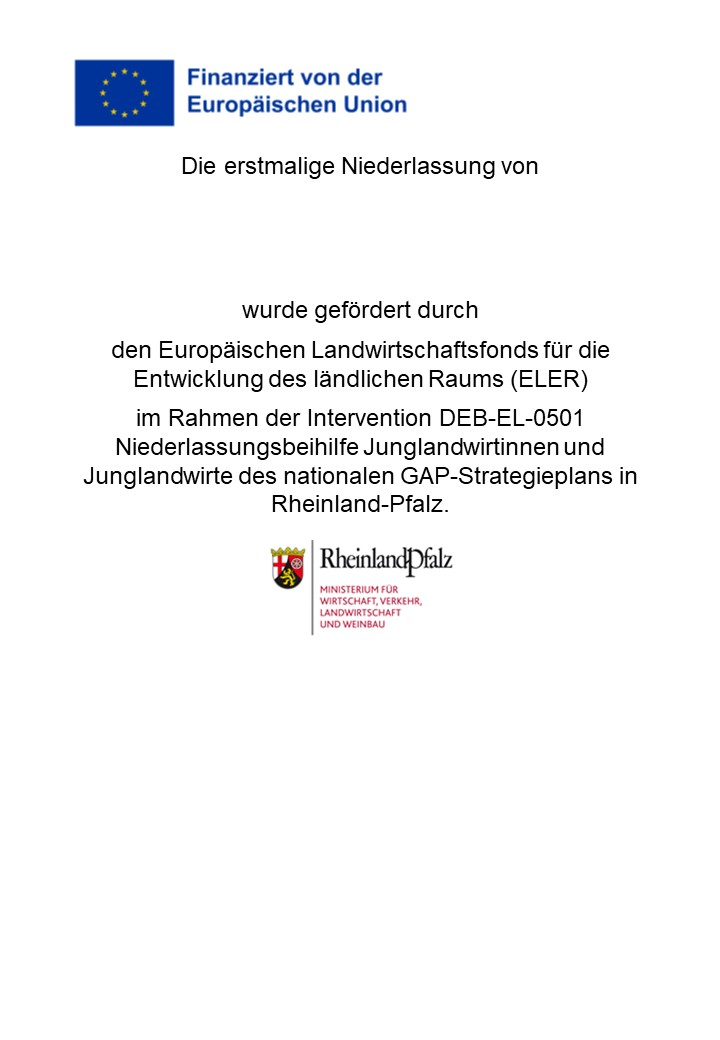 Finanziert von der
Europäischen Union
Die erstmalige Niederlassung von
wurde gefördert durch
den Europäischen Landwirtschaftsfonds für die
Entwicklung des ländlichen Raums (ELER)
im Rahmen der Intervention DEB-EL-0501
Niederlassungsbeihilfe Junglandwirtinnen und
Junglandwirte des nationalen GAP-Strategieplans in
Rheinland-Pfalz.
RheinlandPfalz
MINISTERIUM FÜR
WIRTSCHAFT, VERKEHR,
LANDWIRTSCHAFT
UND WEINBAU